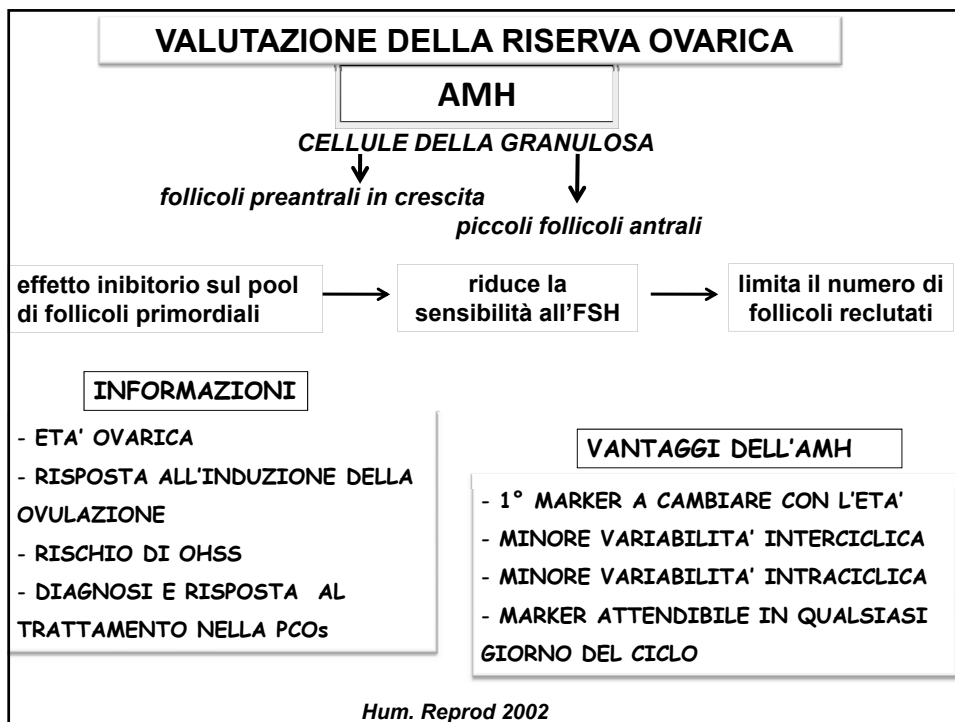 VALUTAZIONE DELLA RISERVA OVARICA
AMH
CELLULE DELLA GRANULOSA
follicoli preantrali in crescita
piccoli follicoli antrali
effetto inibitorio sul pool
di follicoli primordiali
riduce la
sensibilità all'FSH
limita il numero di
follicoli reclutati
INFORMAZIONI
- ETA' OVARICA
- RISPOSTA ALL'INDUZIONE DELLA
OVULAZIONE
- RISCHIO DI OHSS
- DIAGNOSI E RISPOSTA AL
TRATTAMENTO NELLA PCOs
VANTAGGI DELL'AMH
- 1° MARKER A CAMBIARE CON L'ETA'
- MINORE VARIABILITA' INTERCICLICA
- MINORE VARIABILITA' INTRACICLICA
- MARKER ATTENDIBILE IN QUALSIASI
GIORNO DEL CICLO
Hum. Reprod 2002